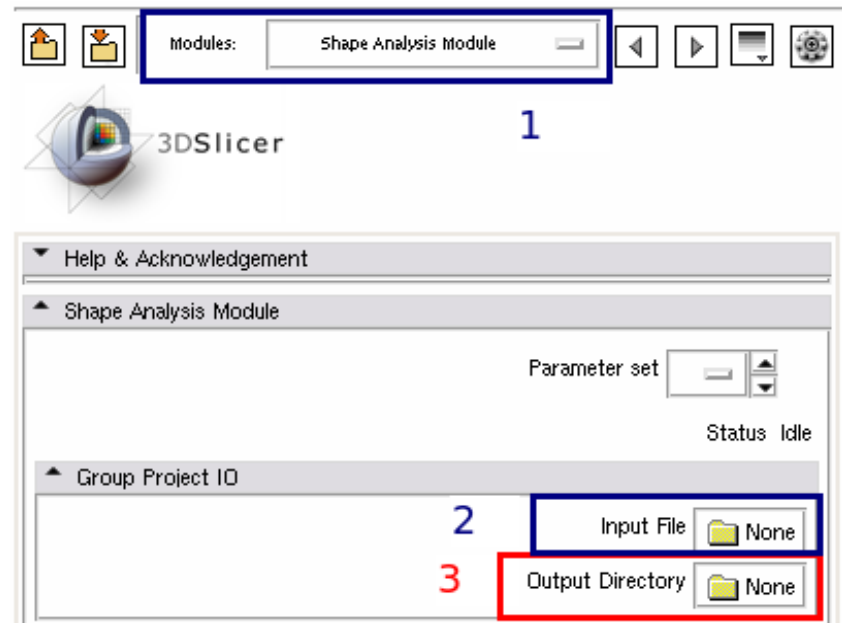 Modules: Shape Analysis Module
1
3DSlicer
Help & Acknowledgement
Shape Analysis Module
Parameter set
Status Idle
Group Project IO
2 Input File None
3 Output Directory None